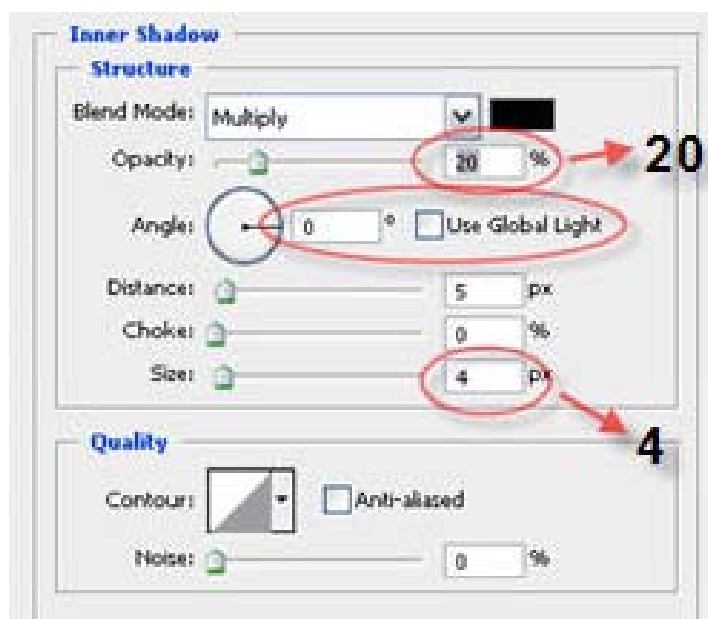 Inner Shadow
Structure
Blend Mode: Multiply
Opacity: 20 % 20
Angle: 0 ° Use Global Light
Distance: 5 px
Choke: 0 %
Size: 4 px
4
Quality
Contour: Anti-aliased
Noise: 0 %